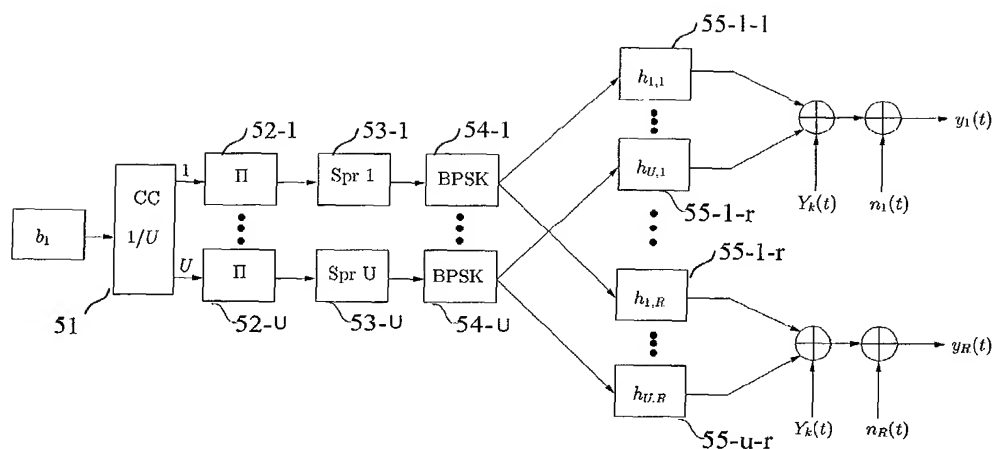 55-1-1
h1,1
52-1
53-1
54-1
y1(t)
1
Π
Spr 1
BPSK
CC
hU,1
Yk(t)
n1(t)
b1
1/U
55-1-r
55-1-r
U
Π
Spr U
BPSK
h1,R
51
52-U
53-U
54-U
yR(t)
hU.R
Yk(t)
nR(t)
55-u-r